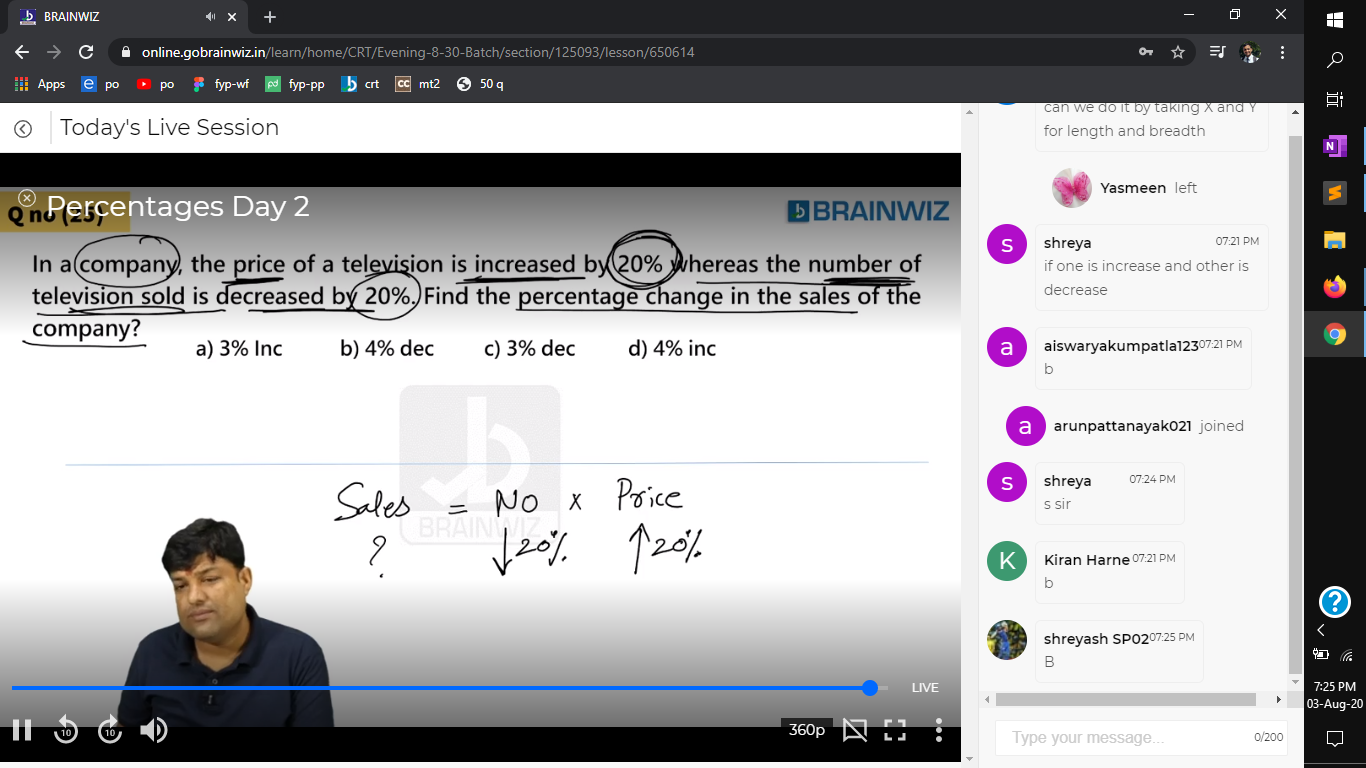 BRAINWIZ
online.gobrainwiz.in/learn/home/CRT/Evening-8-30-Batch/section/125093/lesson/650614
Apps po po fyp-wf fyp-pp crt mt2 50 q
Today's Live Session
Percentages Day 2
Q no (25)
BRAINWIZ
In a company, the price of a television is increased by 20% whereas the number of
television sold is decreased by 20%. Find the percentage change in the sales of the
company?
a) 3% Inc b) 4% dec c) 3% dec d) 4% inc
Sales = No x Price
BRAINWIZ
? ↓20% ↑20%
LIVE
10 10 360p
can we do it by taking X and Y
for length and breadth
Yasmeen left
s shreya 07:21 PM
if one is increase and other is
decrease
a aiswaryakumpatla123 07:21 PM
b
a arunpattanayak021 joined
s shreya 07:24 PM
s sir
K Kiran Harne 07:21 PM
b
shreyash SP02 07:25 PM
B
Type your message... 0/200
N
?
7:25 PM
03-Aug-20